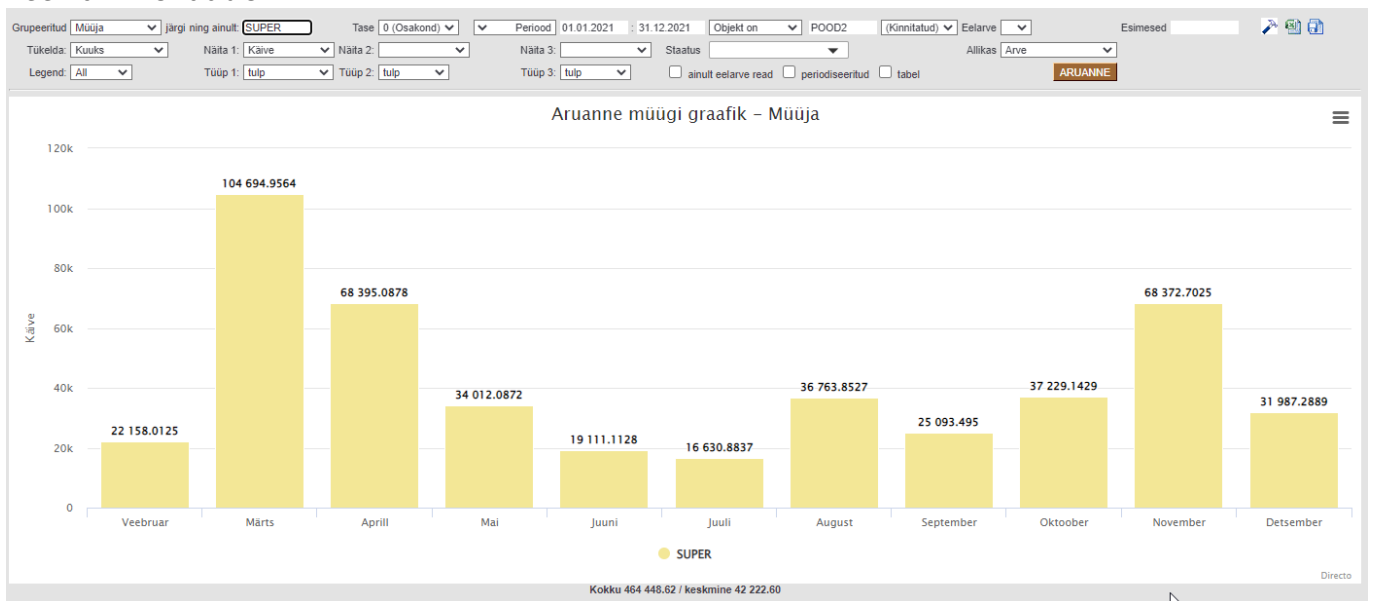 Grupeeritud Müüja järgi ning ainult: SUPER Tase 0 (Osakond) Periood 01.01.2021 : 31.12.2021 Objekt on POOD2 (Kinnitatud) Eelarve Esimesed
Tükelda: Kuuks Näita 1: Käive Näita 2: Näita 3: Staatus Allikas Arve
Legend: All Tüüp 1: tulp Tüüp 2: tulp Tüüp 3: tulp ainult eelarve read periodiseeritud tabel ARUANNE
Aruanne müügi graafik – Müüja
120k
104 694.9564
100k
80k
68 395.0878
68 372.7025
Käive
60k
40k
34 012.0872
36 763.8527
37 229.1429
31 987.2889
22 158.0125
19 111.1128
16 630.8837
25 093.495
20k
0
Veebruar Märts Aprill Mai Juuni Juuli August September Oktoober November Detsember
SUPER
Directo
Kokku 464 448.62 / keskmine 42 222.60